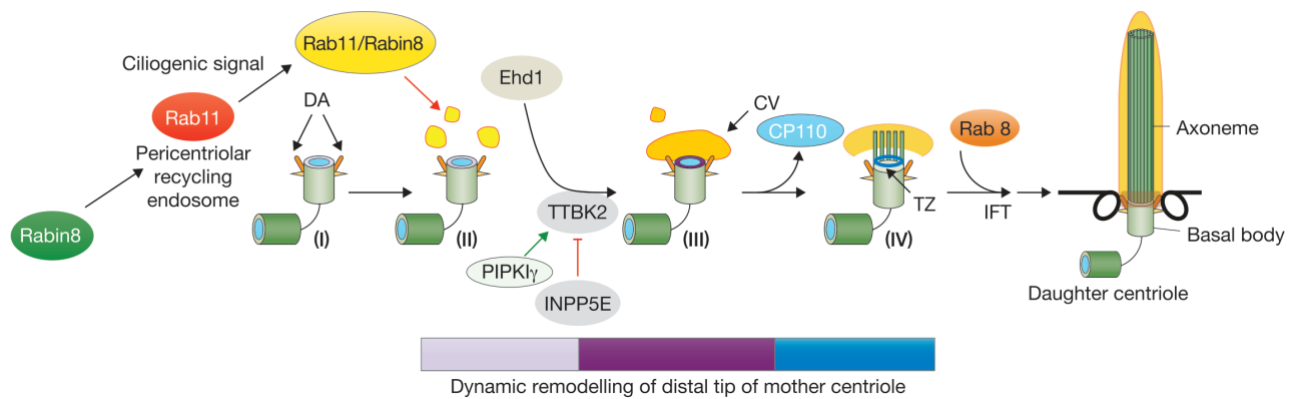 Rabin8
Rab11
Pericentriolar
recycling
endosome
Ciliogenic signal
Rab11/Rabin8
DA
(I)
(II)
Ehd1
TTBK2
PIPKIγ
INPP5E
CV
(III)
CP110
TZ
(IV)
Rab 8
IFT
Axoneme
Basal body
Daughter centriole
Dynamic remodelling of distal tip of mother centriole